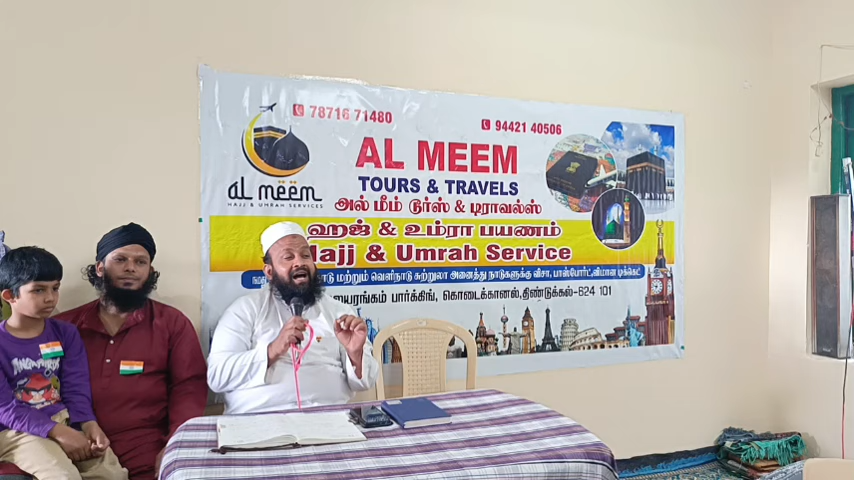 78716 71480
94421 40506
al mëëm
HAJJ & UMRAH SERVICES
AL MEEM
TOURS & TRAVELS
அல் மீம் டூர்ஸ் & டிராவல்ஸ்
ஹஜ் & உம்ரா பயணம்
Hajj & Umrah Service
மற்றும் வெளிநாடு சுற்றுலா அனைத்து நாடுகளுக்கு விசா, பாஸ்போர்ட்,விமான டிக்கெட்
பார்க்கிங், கொடைக்கானல்,திண்டுக்கல்-624 101